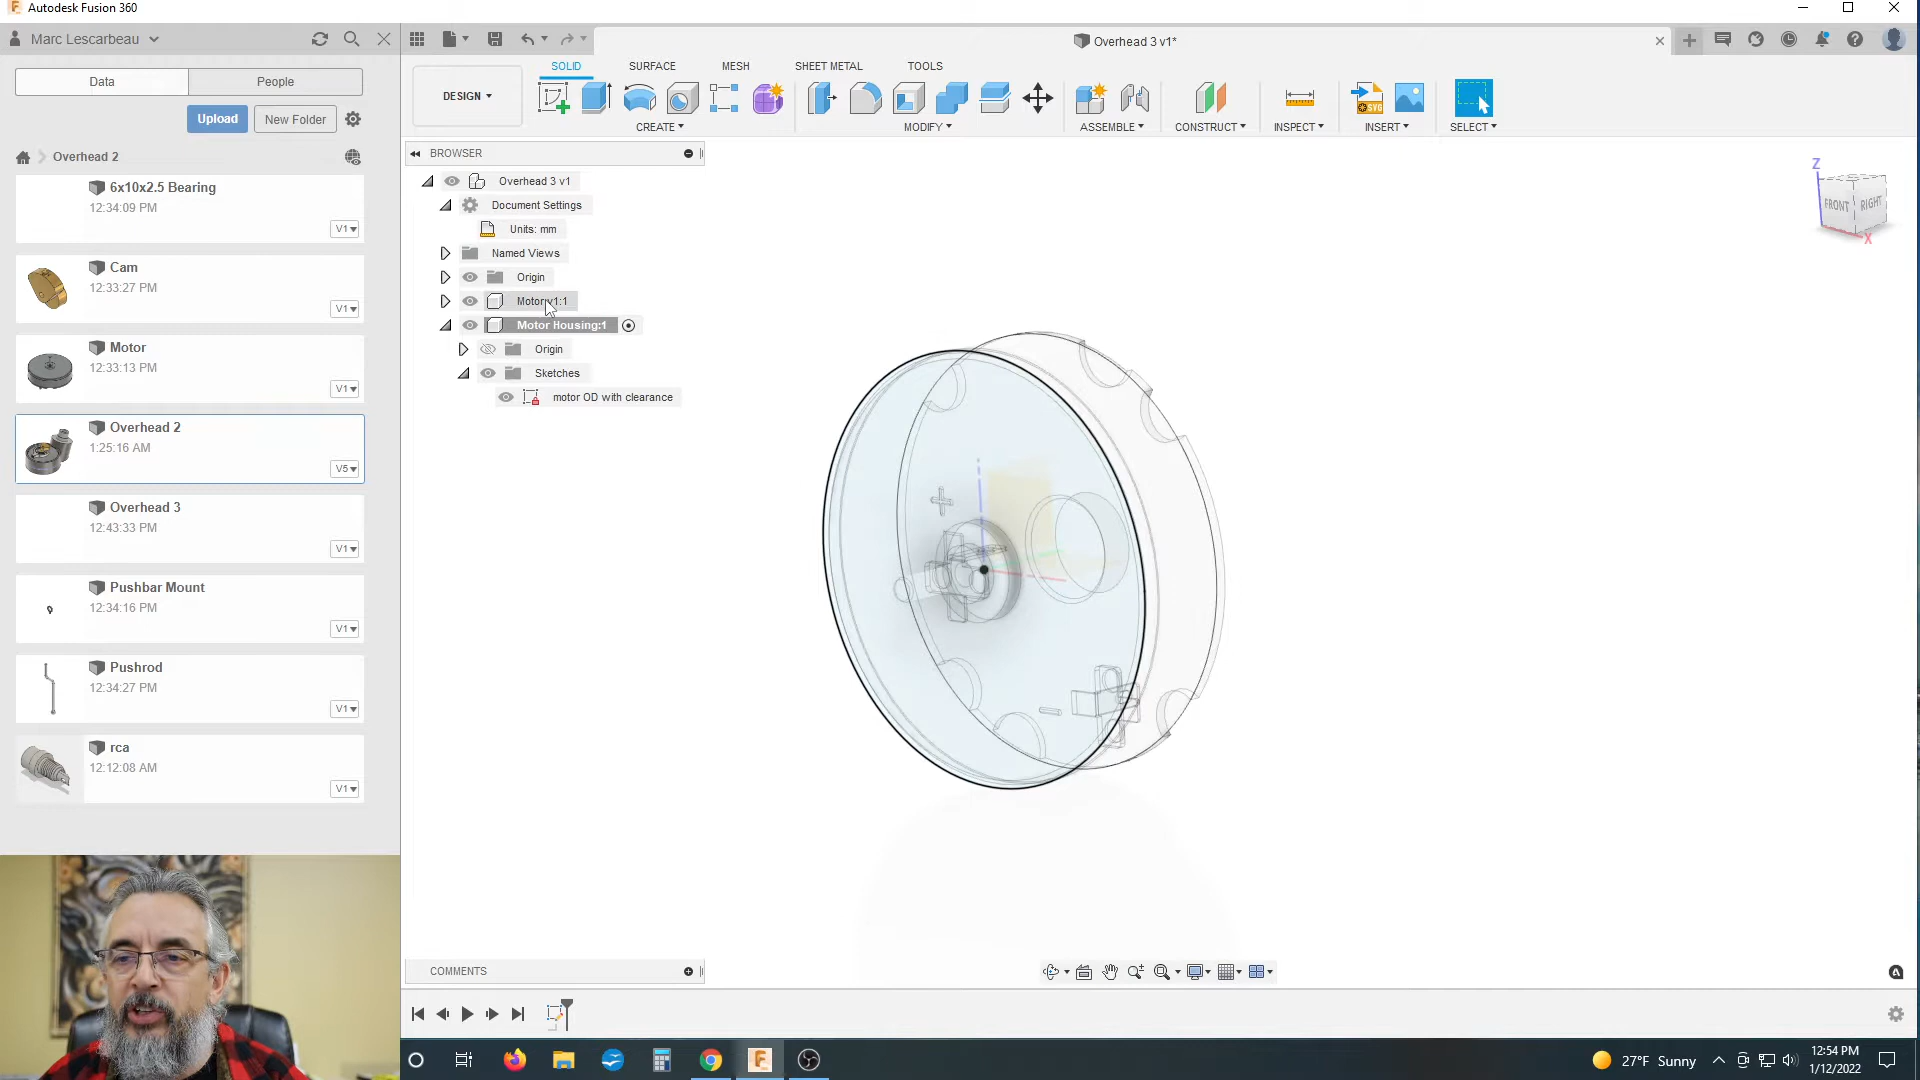 Autodesk Fusion 360
Marc Lescarbeau
Overhead 3 v1*
Data
People
Upload
New Folder
Overhead 2
6x10x2.5 Bearing
12:34:09 PM
V1
Cam
12:33:27 PM
V1
Motor
12:33:13 PM
V1
Overhead 2
1:25:16 AM
V5
Overhead 3
12:43:33 PM
V1
Pushbar Mount
12:34:16 PM
V1
Pushrod
12:34:27 PM
V1
rca
12:12:08 AM
V1
SOLID SURFACE MESH SHEET METAL TOOLS
DESIGN
CREATE MODIFY ASSEMBLE CONSTRUCT INSPECT INSERT SELECT
SVG
BROWSER
Overhead 3 v1
Document Settings
Units: mm
Named Views
Origin
Motor v1:1
Motor Housing:1
Origin
Sketches
motor OD with clearance
Z
FRONT RIGHT
X
COMMENTS
27°F Sunny
12:54 PM
1/12/2022